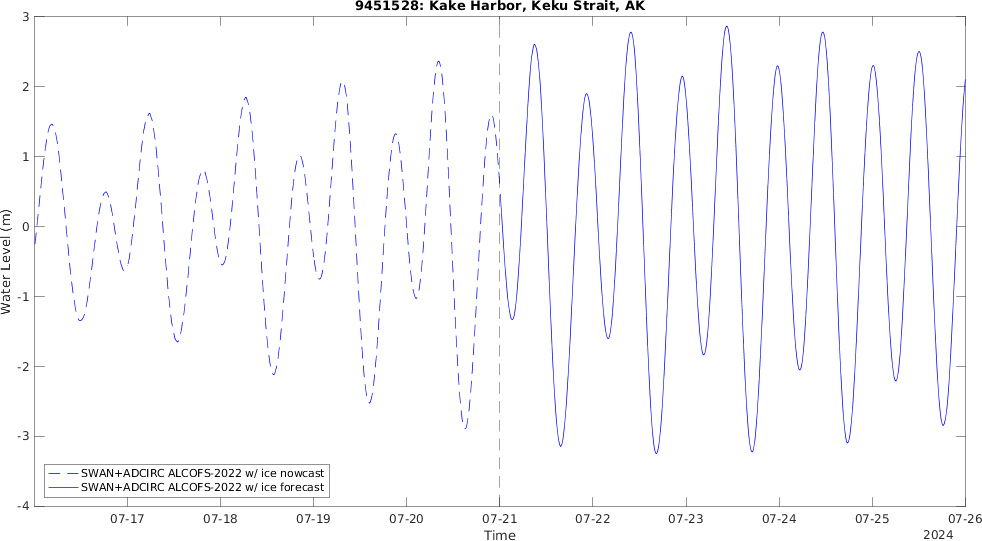 9451528: Kake Harbor, Keku Strait, AK
3
2
1
0
-1
-2
-3
-4
Water Level (m)
SWAN+ADCIRC ALCOFS-2022 w/ ice nowcast
SWAN+ADCIRC ALCOFS-2022 w/ ice forecast
07-17 07-18 07-19 07-20 07-21 07-22 07-23 07-24 07-25 07-26
Time
2024